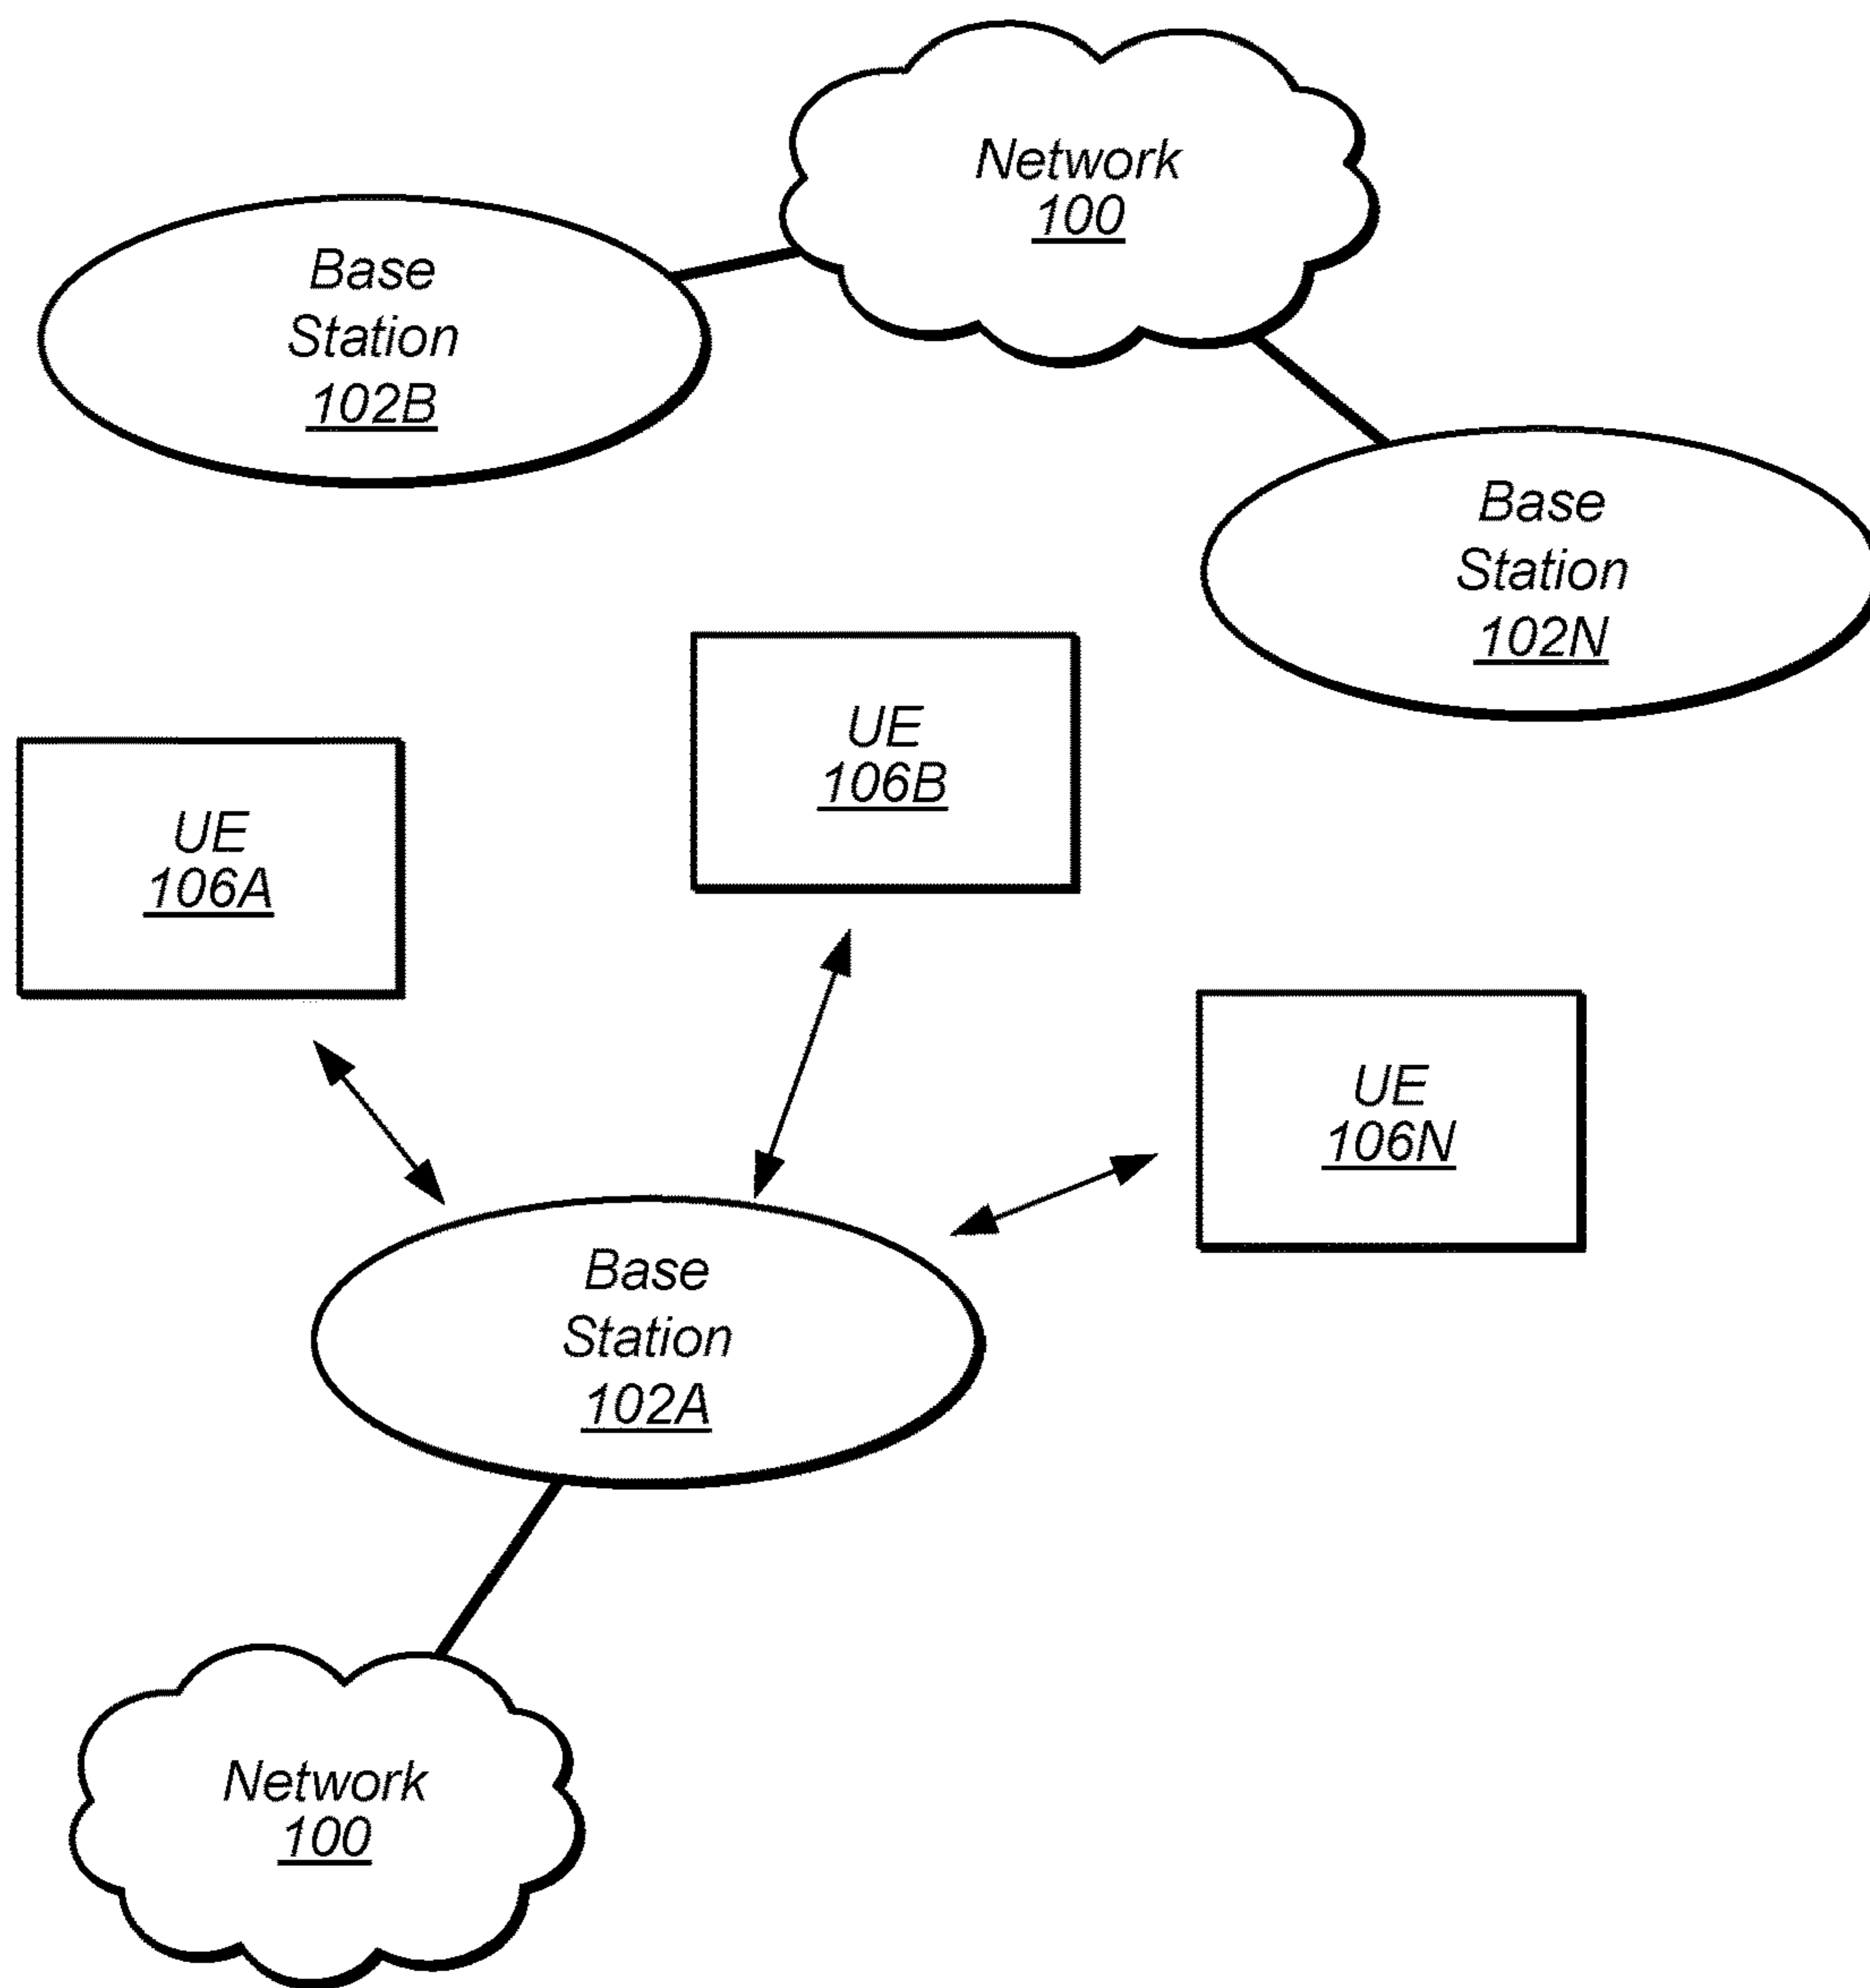 Network
100
Base
Station
102B
Base
Station
102N
UE
106B
UE
106A
UE
106N
Base
Station
102A
Network
100